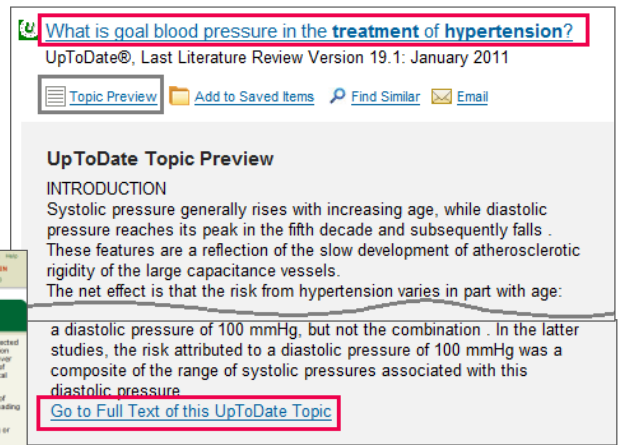 What is goal blood pressure in the treatment of hypertension?
UpToDate®, Last Literature Review Version 19.1: January 2011
Topic Preview Add to Saved Items Find Similar Email
UpToDate Topic Preview
INTRODUCTION
Systolic pressure generally rises with increasing age, while diastolic
pressure reaches its peak in the fifth decade and subsequently falls .
These features are a reflection of the slow development of atherosclerotic
rigidity of the large capacitance vessels.
The net effect is that the risk from hypertension varies in part with age:
a diastolic pressure of 100 mmHg, but not the combination . In the latter
studies, the risk attributed to a diastolic pressure of 100 mmHg was a
composite of the range of systolic pressures associated with this
diastolic pressure
Go to Full Text of this UpToDate Topic